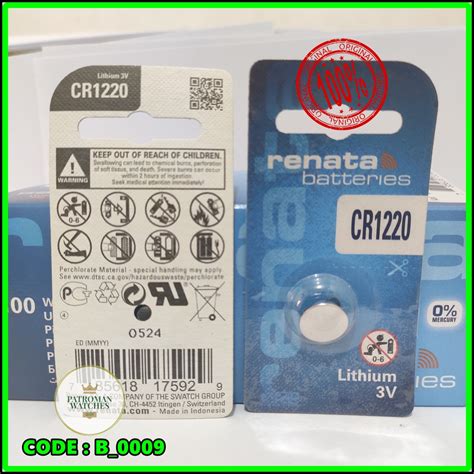 Lithium 3V
CR1220
WARNING
KEEP OUT OF REACH OF CHILDREN.
Swallowing can lead to chemical burns, perforation
of soft tissue, and death. Severe burns can occur
within 2 hours of ingestion.
Seek medical attention immediately.
0-6
Perchlorate Material - special handling may apply.
See www.dtsc.ca.gov/hazardouswaste/perchlorate
0524
ED (MMYY)
17592 9
COMPANY OF THE SWATCH GROUP
CH-4452 Itingen / Switzerland
Made in Indonesia
ORIGINAL
100%
ORIGINAL
renata
batteries
CR1220
0-6
Lithium
3V
0%
MERCURY
PATROMAN
WATCHES
CODE : B_0009